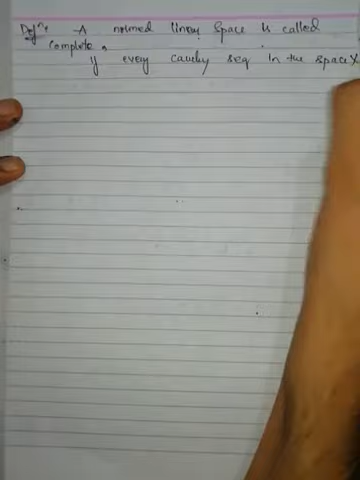 Defn. A normed linear space is called
complete.
if every cauchy seq in the space X